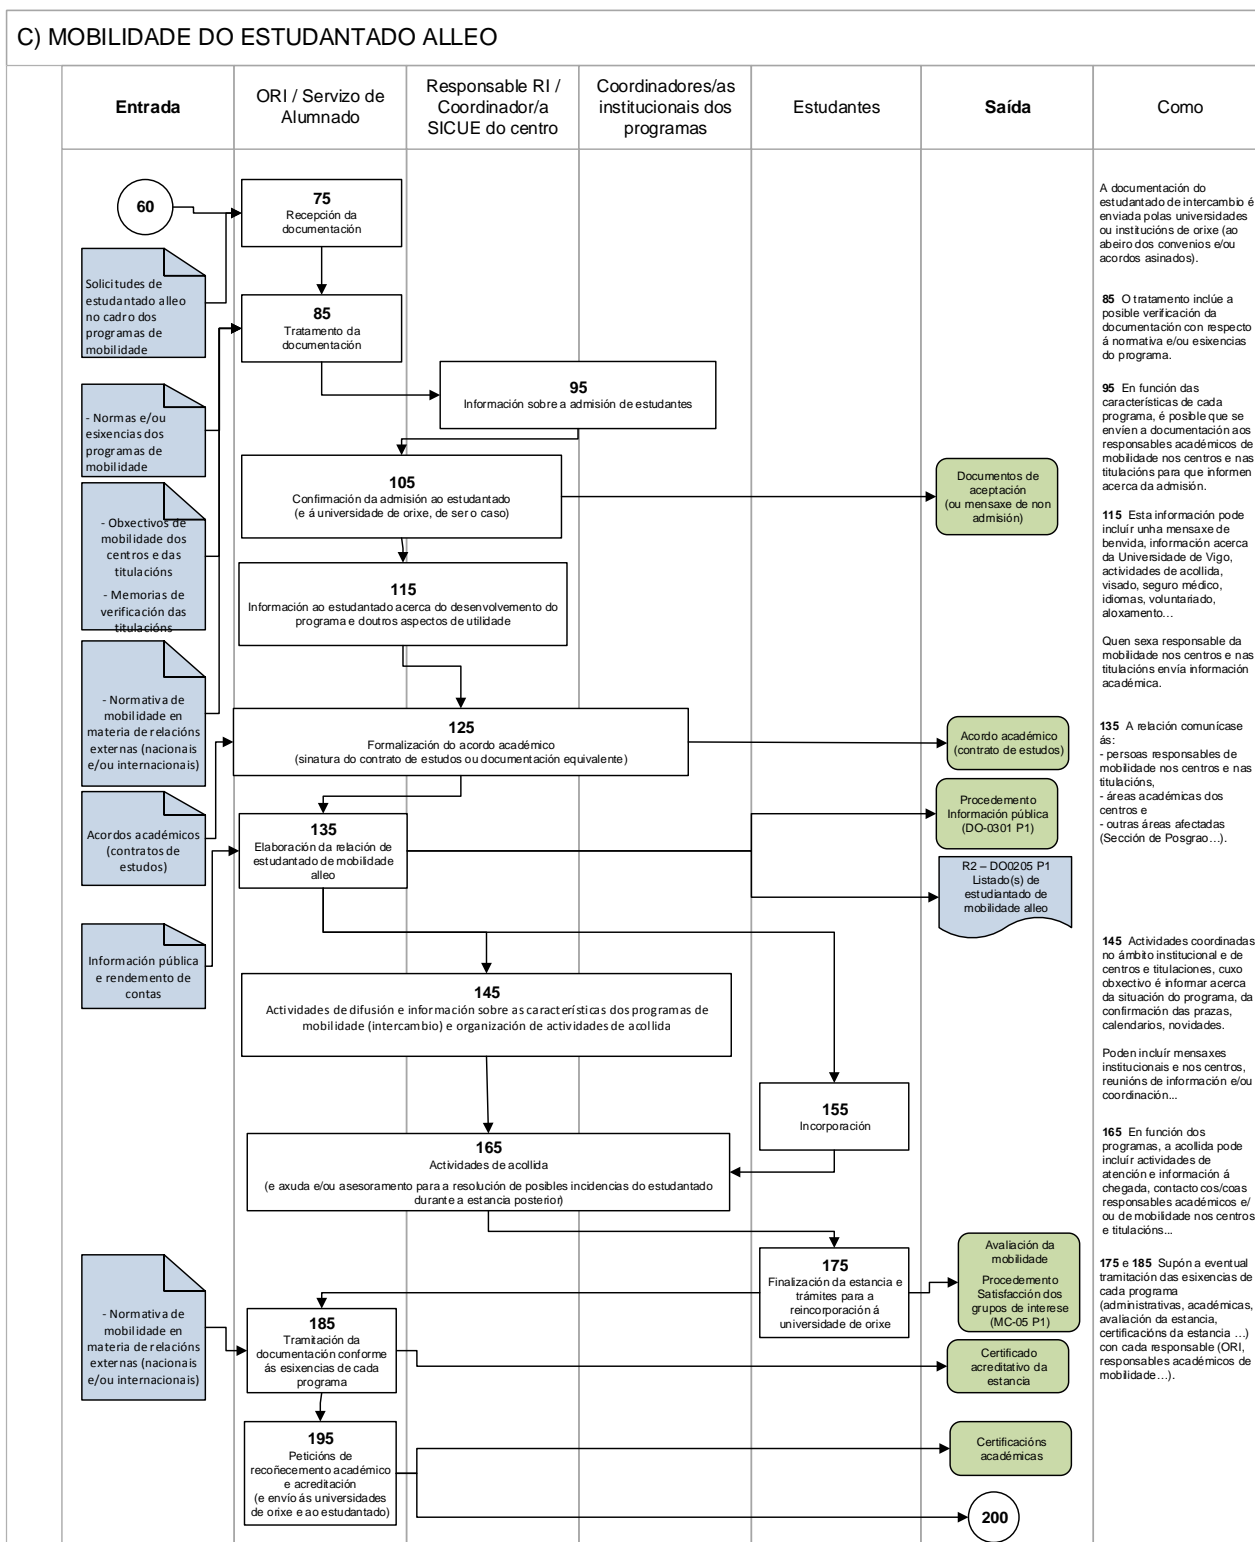 C) MOBILIDADE DO ESTUDANTADO ALLEO
Entrada
ORI / Servizo de
Alumnado
Responsable RI /
Coordinador/a
SICUE do centro
Coordinadores/as
institucionais dos
programas
Estudantes
Saída
Como
60
75
Recepción da
documentación
A documentación do
estudantado de intercambio é
enviada polas universidades
ou institucións de orixe (ao
abeiro dos convenios e/ou
acordos asinados).
Solicitudes de
estudantado alleo
no cadro dos
programas de
mobilidade
85
Tratamento da
documentación
85 O tratamento inclúe a
posible verificación da
documentación con respecto
á normativa e/ou esixencias
do programa.
- Normas e/ou
esixencias dos
programas de
mobilidade
95
Información sobre a admisión de estudantes
95 En función das
características de cada
programa, é posible que se
envíen a documentación aos
responsables académicos de
mobilidade nos centros e nas
titulacións para que informen
acerca da admisión.
105
Confirmación da admisión ao estudantado
(e á universidade de orixe, de ser o caso)
Documentos de
aceptación
(ou mensaxe de non
admisión)
- Obxectivos de
mobilidade dos
centros e das
titulacións
- Memorias de
verificación das
titulacións
115
Información ao estudantado acerca do desenvolvemento do
programa e doutros aspectos de utilidade
115 Esta información pode
incluír unha mensaxe de
benvida, información acerca
da Universidade de Vigo,
actividades de acollida,
visado, seguro médico,
idiomas, voluntariado,
aloxamento…
Quen sexa responsable da
mobilidade nos centros e nas
titulacións envía información
académica.
- Normativa de
mobilidade en
materia de relacións
externas (nacionais
e/ou internacionais)
125
Formalización do acordo académico
(sinatura do contrato de estudos ou documentación equivalente)
Acordo académico
(contrato de estudos)
Acordos académicos
(contratos de
estudos)
135
Elaboración da relación de
estudantado de mobilidade
alleo
Procedemento
Información pública
(DO-0301 P1)
R2 – DO0205 P1
Listado(s) de
estudiantado de
mobilidade alleo
135 A relación comunícase
ás:
- persoas responsables de
mobilidade nos centros e nas
titulacións,
- áreas académicas dos
centros e
- outras áreas afectadas
(Sección de Posgrao…).
Información pública
e rendemento de
contas
145
Actividades de difusión e información sobre as características dos programas de
mobilidade (intercambio) e organización de actividades de acollida
145 Actividades coordinadas
no ámbito institucional e de
centros e titulaciones, cuxo
obxectivo é informar acerca
da situación do programa, da
confirmación das prazas,
calendarios, novidades.
Poden incluír mensaxes
institucionais e nos centros,
reunións de información e/ou
coordinación...
155
Incorporación
165
Actividades de acollida
(e axuda e/ou asesoramento para a resolución de posibles incidencias do estudantado
durante a estancia posterior)
165 En función dos
programas, a acollida pode
incluír actividades de
atención e información á
chegada, contacto cos/coas
responsables académicos e/
ou de mobilidade nos centros
e titulacións...
175
Finalización da estancia e
trámites para a
reincorporación á
universidade de orixe
Avaliación da
mobilidade
Procedemento
Satisfacción dos
grupos de interese
(MC-05 P1)
175 e 185 Supón a eventual
tramitación das esixencias de
cada programa
(administrativas, académicas,
avaliación da estancia,
certificacións da estancia …)
con cada responsable (ORI,
responsables académicos de
mobilidade…).
- Normativa de
mobilidade en
materia de relacións
externas (nacionais
e/ou internacionais)
185
Tramitación da
documentación conforme
ás esixencias de cada
programa
Certificado
acreditativo da
estancia
195
Peticións de
recoñecemento académico
e acreditación
(e envío ás universidades
de orixe e ao estudantado)
Certificacións
académicas
200